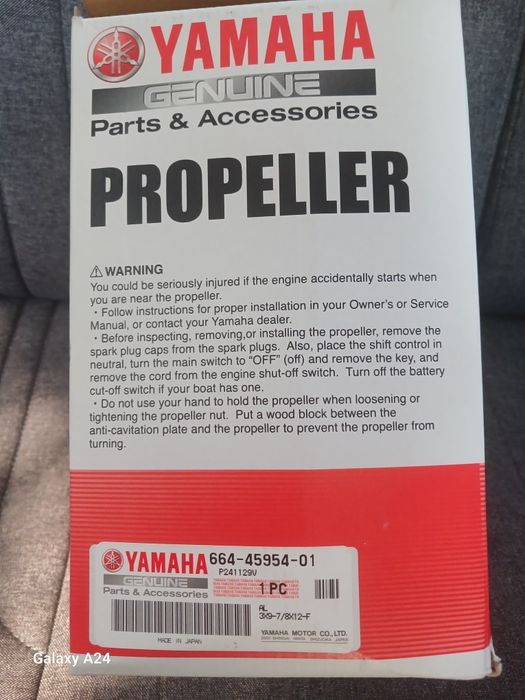 YAMAHA
GENUINE
Parts & Accessories
PROPELLER
⚠ WARNING
You could be seriously injured if the engine accidentally starts when
you are near the propeller.
・Follow instructions for proper installation in your Owner's or Service
Manual, or contact your Yamaha dealer.
・Before inspecting, removing,or installing the propeller, remove the
spark plug caps from the spark plugs. Also, place the shift control in
neutral, turn the main switch to "OFF" (off) and remove the key, and
remove the cord from the engine shut-off switch. Turn off the battery
cut-off switch if your boat has one.
・Do not use your hand to hold the propeller when loosening or
tightening the propeller nut. Put a wood block between the
anti-cavitation plate and the propeller to prevent the propeller from
turning.
YAMAHA 664-45954-01
P241129V
GENUINE
Parts & Accessories
1 PC
AL
3X9-7/8X12-F
MADE IN JAPAN
YAMAHA MOTOR CO.,LTD.
2500 SHINGAI IWATA SHIZUOKA JAPAN
Galaxy A24